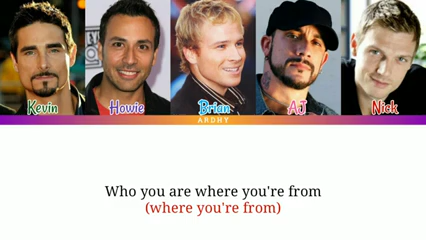 Kevin
Howie
Brian
AJ
Nick
ARDHY
Who you are where you're from
(where you're from)